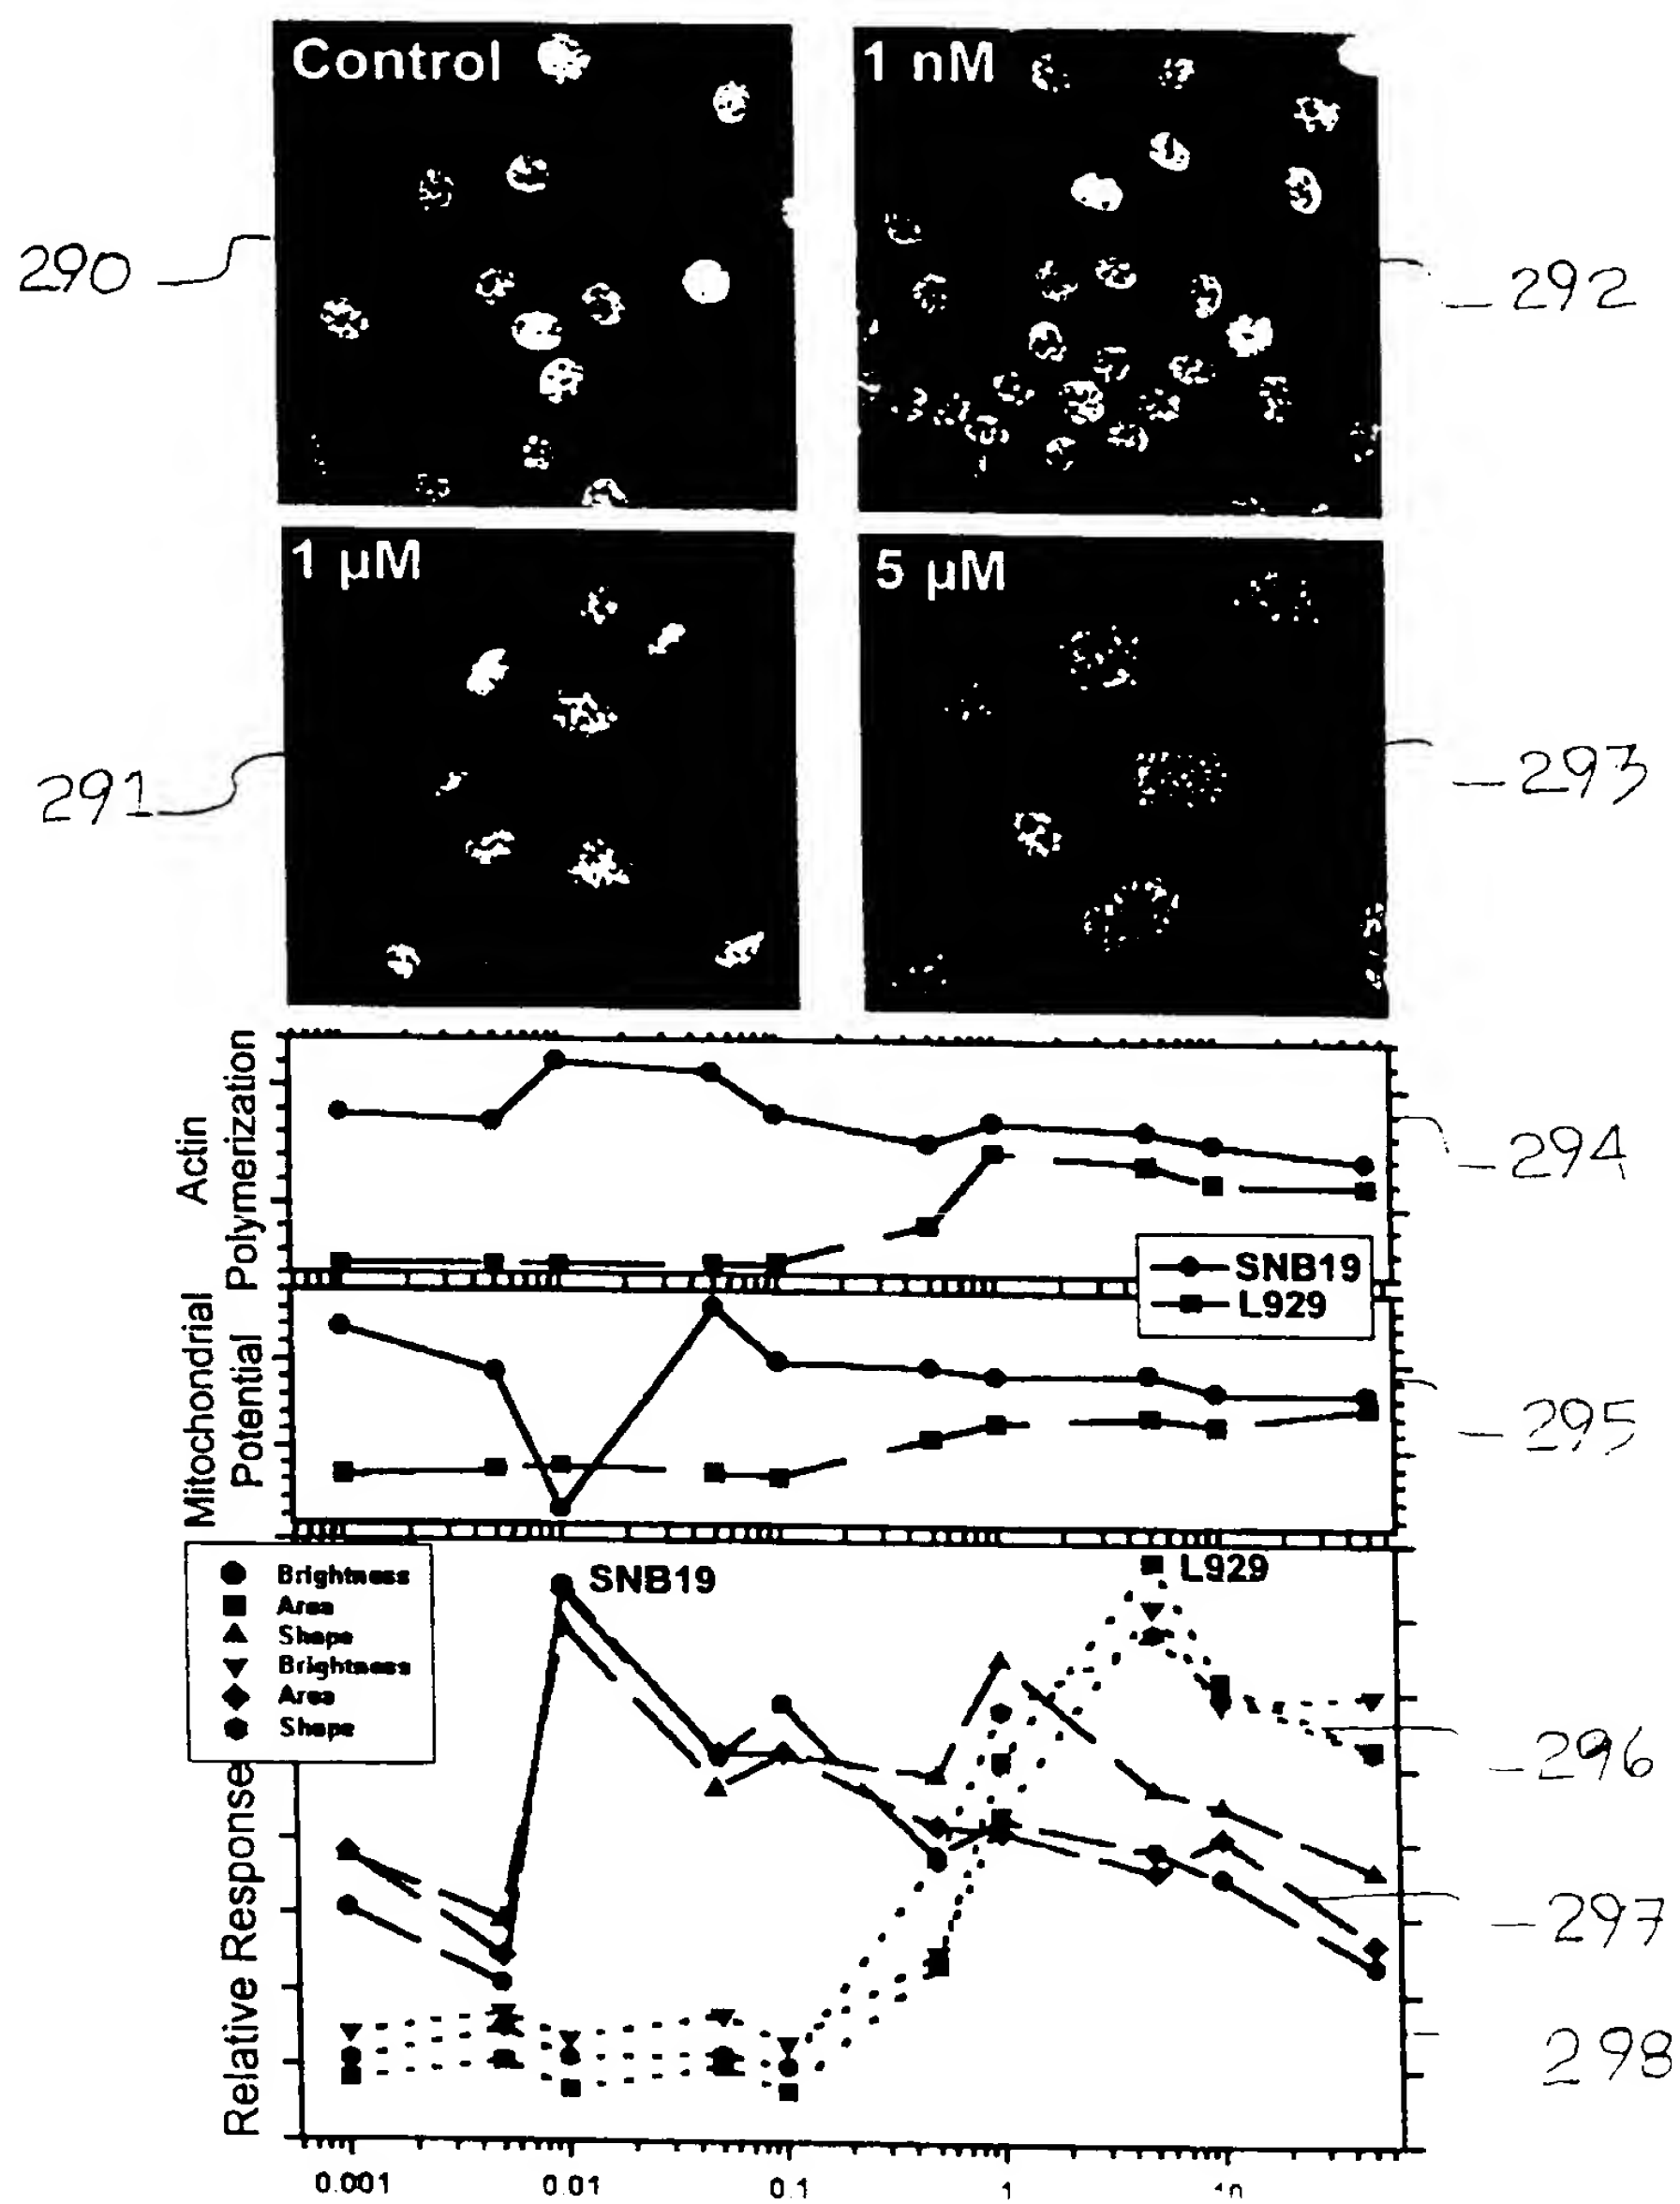 Control
1 nM
290
292
1 µM
5 µM
291
293
Actin
Polymerization
294
SNB19
L929
Mitochondrial
Potential
295
Brightness
Area
Shape
Brightness
Area
Shape
SNB19
L929
296
Relative Response
297
298
0.001
0.01
0.1
1